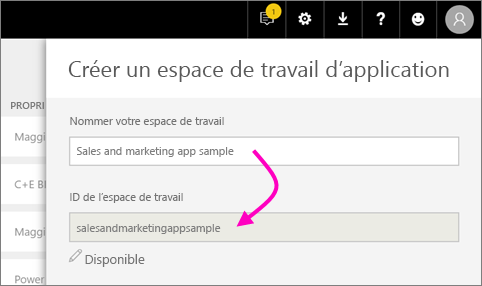 1
?
Créer un espace de travail d'application
PROPRI
Nommer votre espace de travail
Maggi
Sales and marketing app sample
C+E B
ID de l'espace de travail
Maggi
salesandmarketingappsample
Disponible
Power